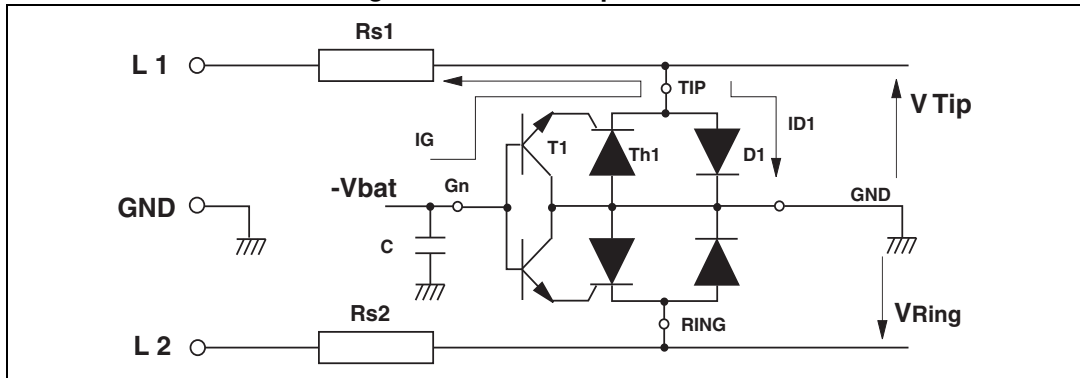 Rs1
L 1
TIP
V Tip
IG
T1
Th1
D1
ID1
-Vbat
Gn
GND
GND
C
Rs2
RING
VRing
L 2